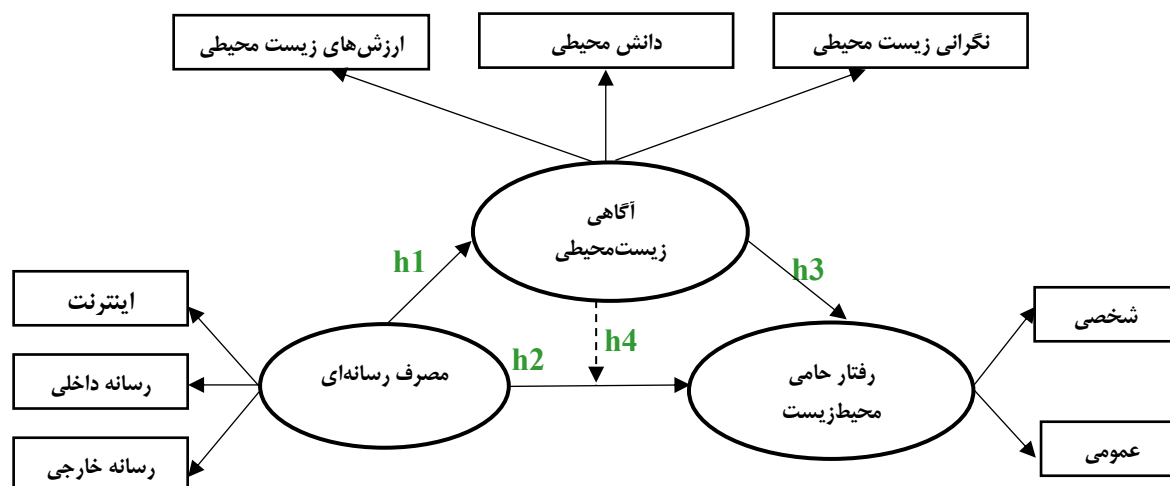 ارزش‌های زیست محیطی
دانش محیطی
نگرانی زیست محیطی
آگاهی
زیست‌محیطی
h1
h3
اینترنت
شخصی
h4
h2
مصرف رسانه‌ای
رسانه داخلی
رفتار حامی
محیط‌زیست
رسانه خارجی
عمومی